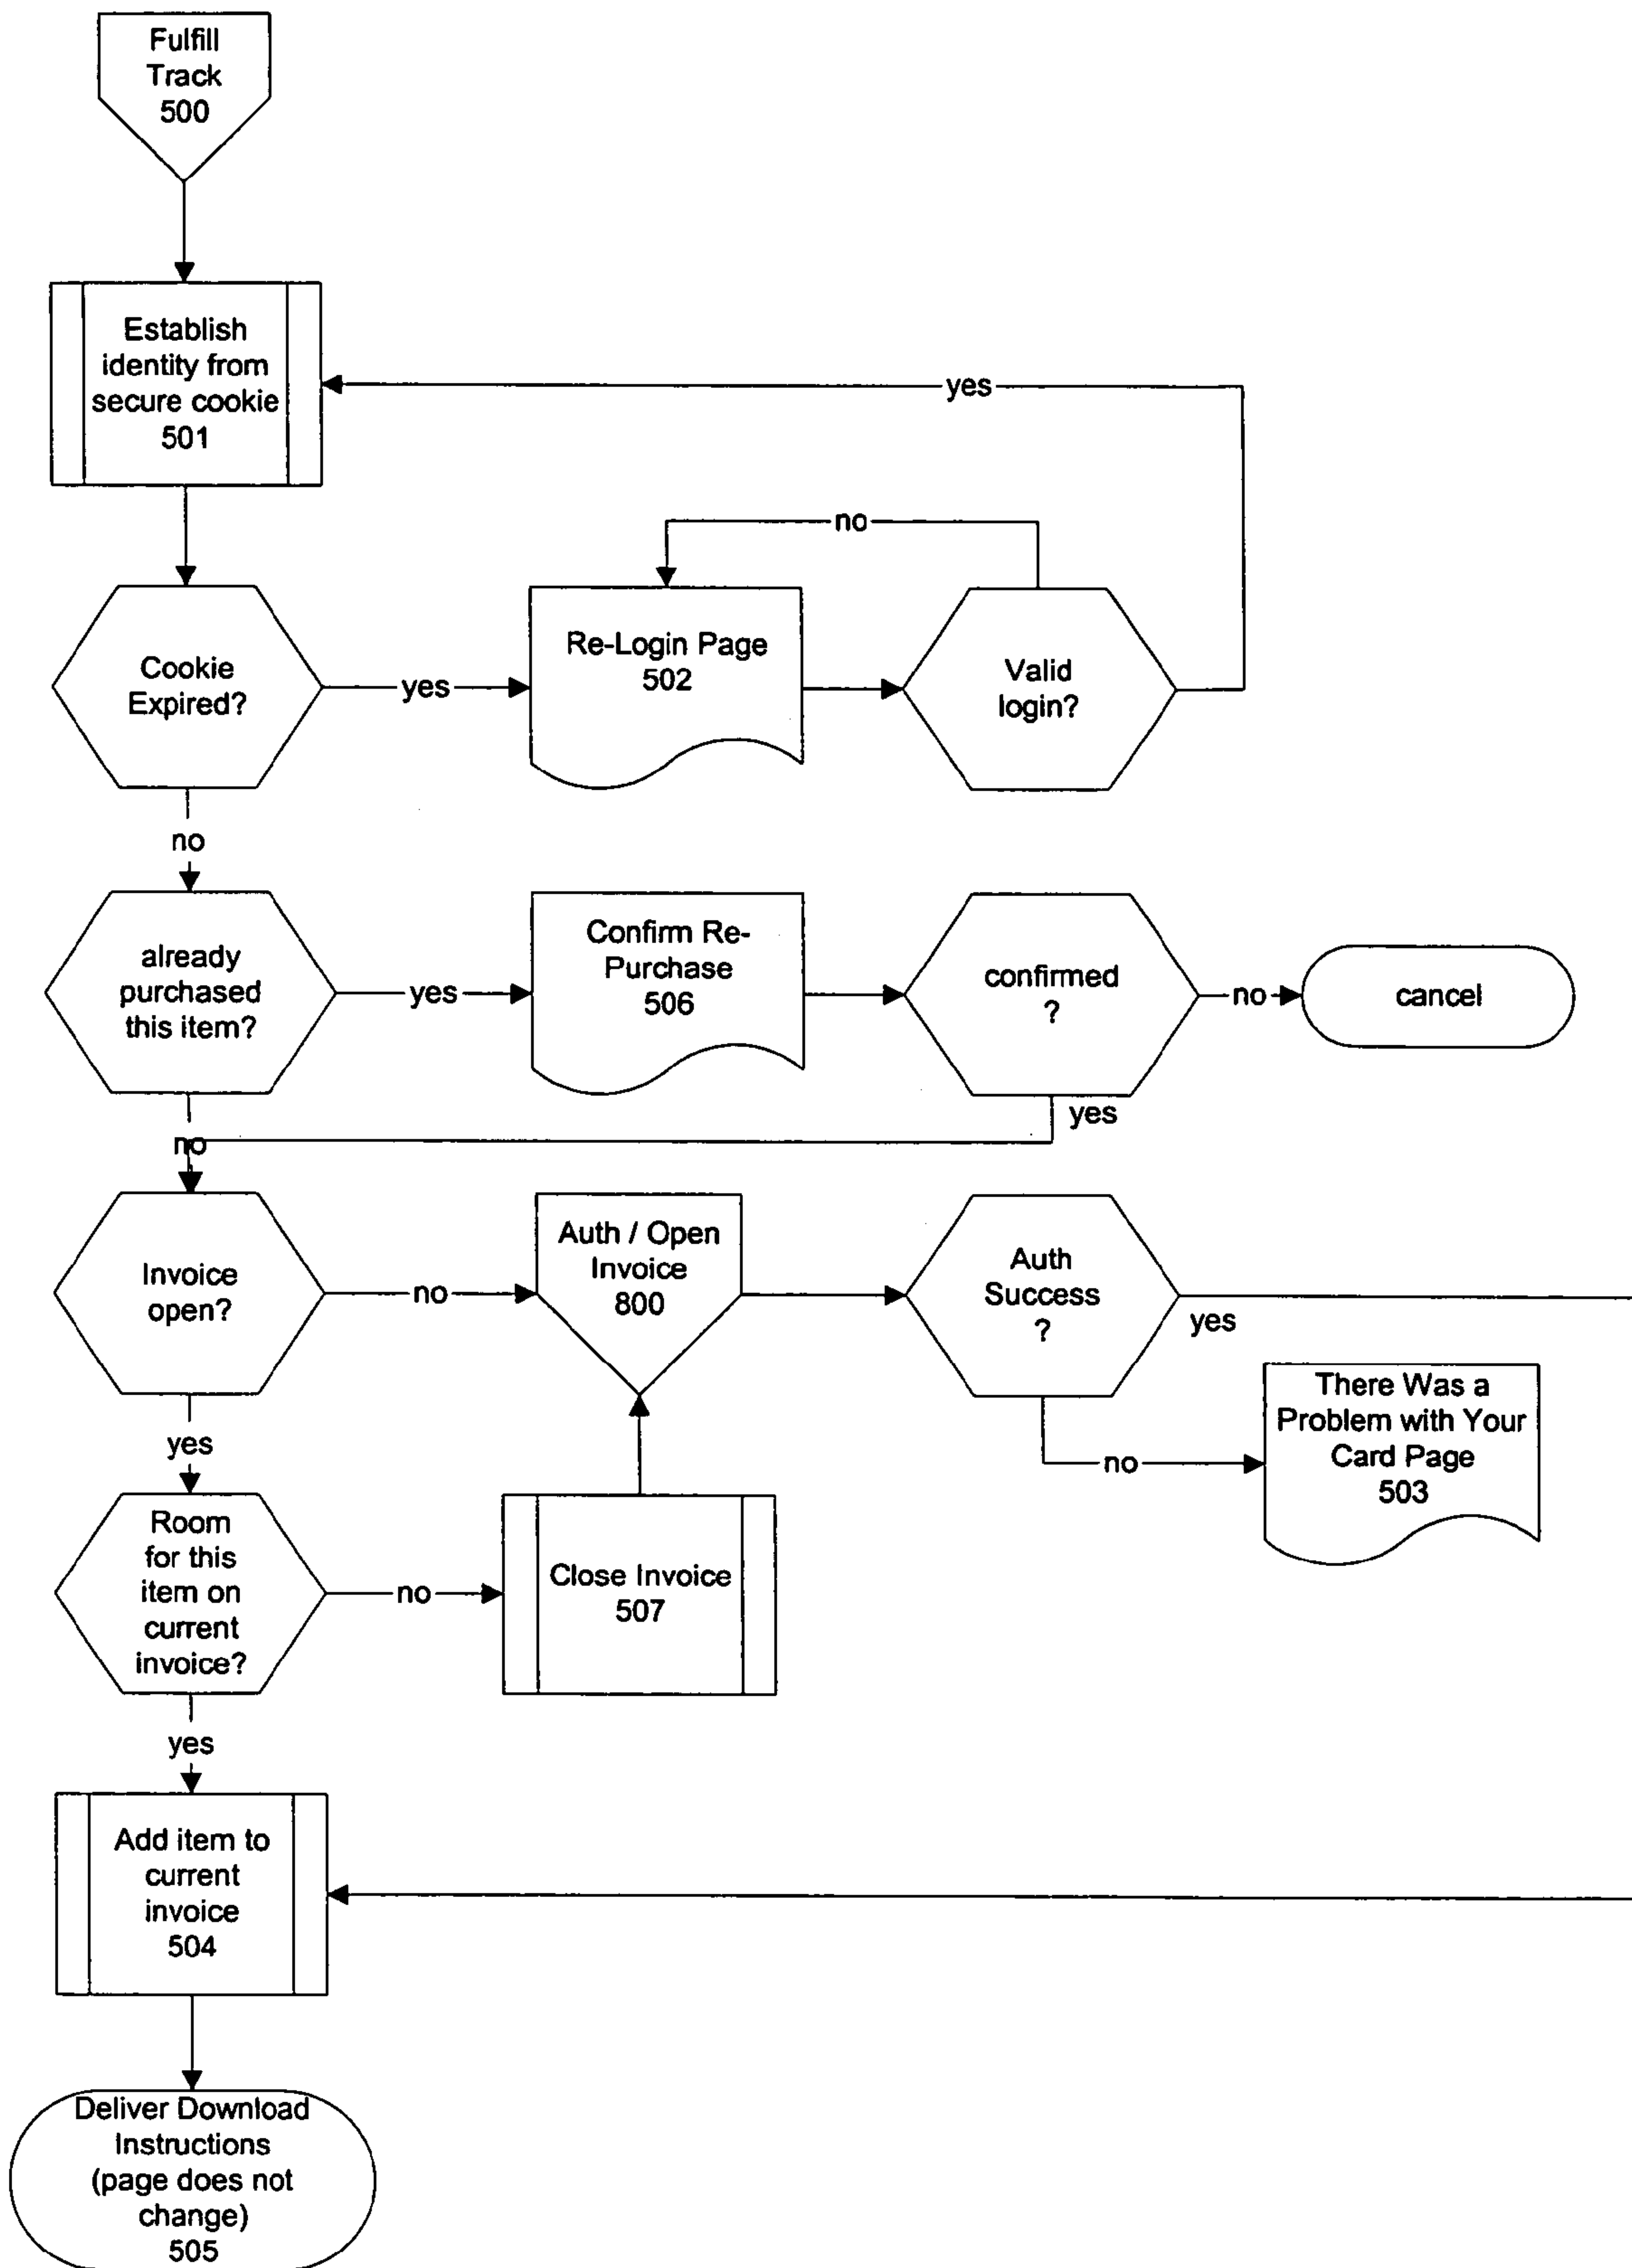 Fulfill
Track
500
Establish
identity from
secure cookie
501
yes
no
Cookie
Expired?
yes
Re-Login Page
502
Valid
login?
no
already
purchased
this item?
yes
Confirm Re-
Purchase
506
confirmed
?
no
cancel
yes
no
Invoice
open?
no
Auth / Open
Invoice
800
Auth
Success
?
yes
There Was a
Problem with Your
Card Page
503
no
yes
Room
for this
item on
current
invoice?
no
Close Invoice
507
yes
Add item to
current
invoice
504
Deliver Download
Instructions
(page does not
change)
505